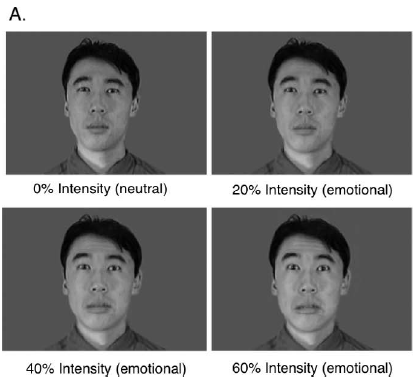 A.
0% Intensity (neutral)
20% Intensity (emotional)
40% Intensity (emotional)
60% Intensity (emotional)